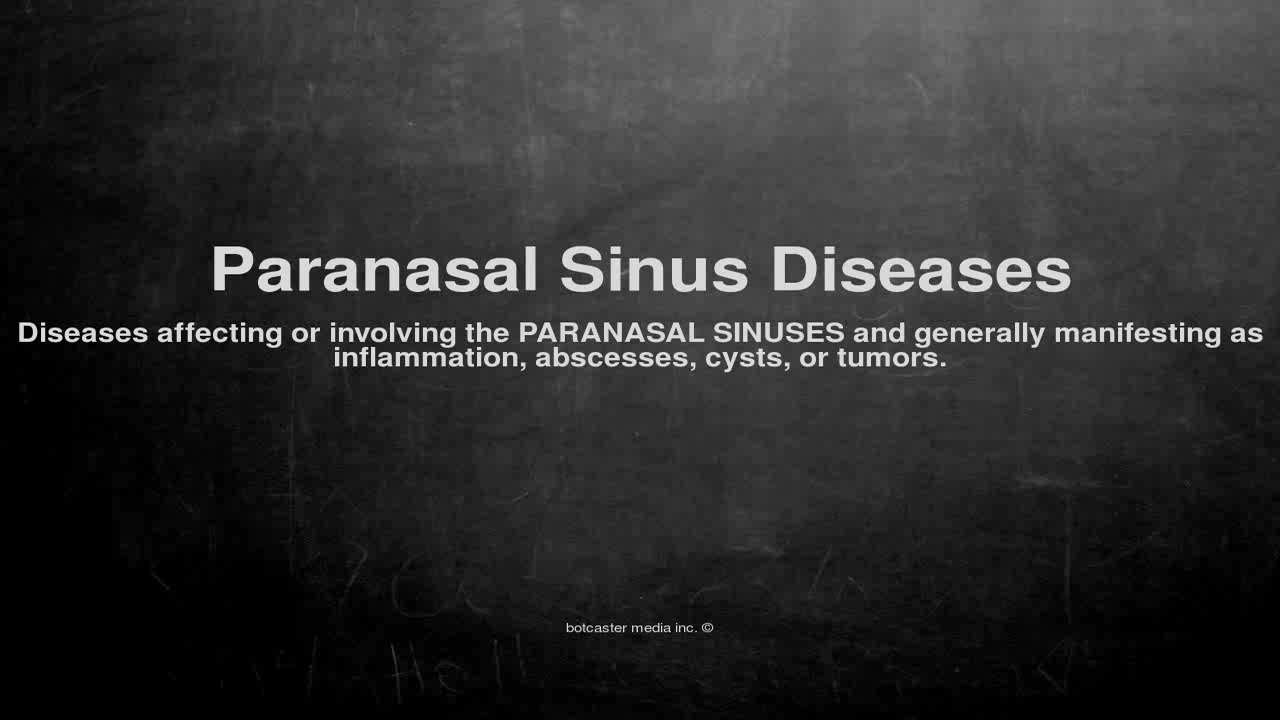 Paranasal Sinus Diseases
Diseases affecting or involving the PARANASAL SINUSES and generally manifesting as
inflammation, abscesses, cysts, or tumors.
botcaster media inc. ©